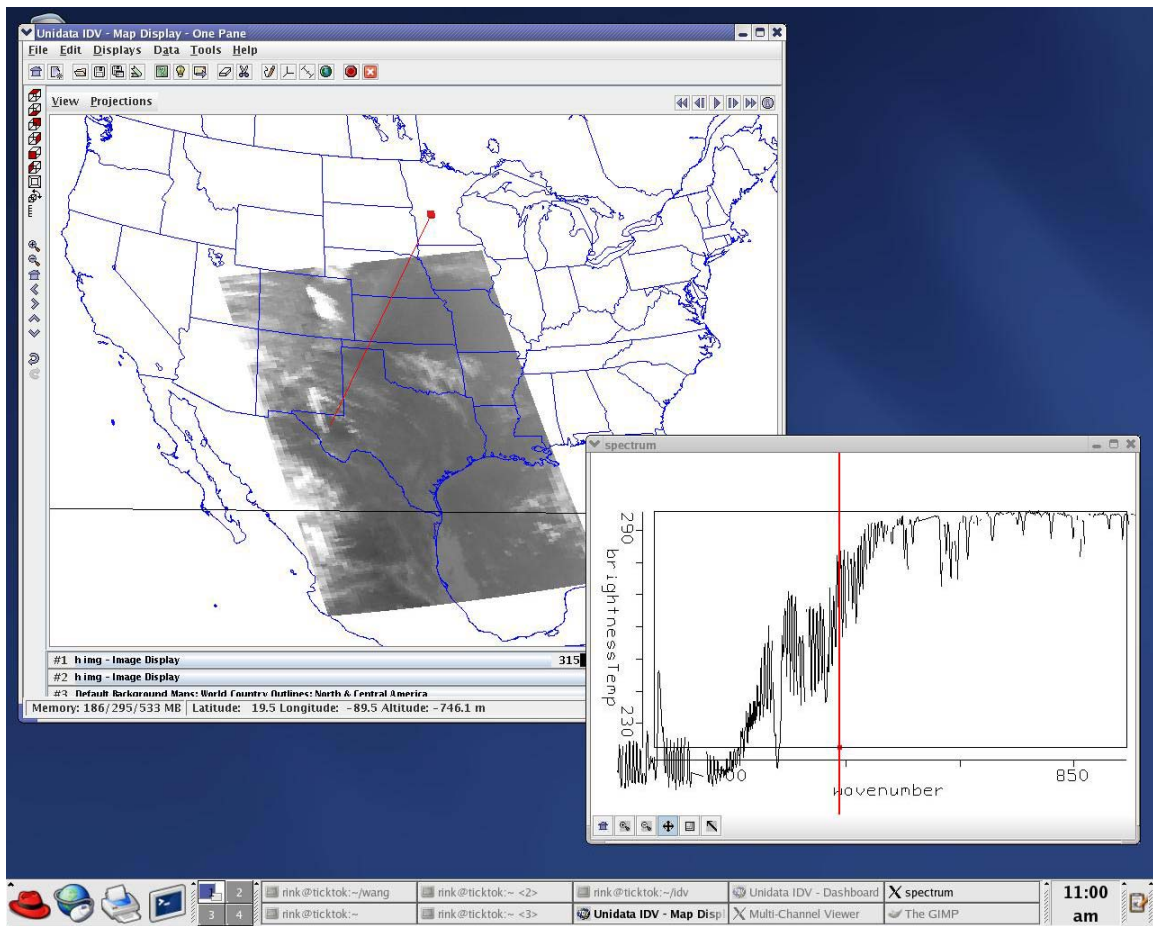 Unidata IDV - Map Display - One Pane
File Edit Displays Data Tools Help
View Projections
#1 h img - Image Display 315
#2 h img - Image Display
#3 Default Background Maps: World Country Outlines: North & Central America
Memory: 186/295/533 MB Latitude: 19.5 Longitude: -89.5 Altitude: -746.1 m
spectrum
290
brightnessTemp
230
850
wavenumber
1 2
3 4
rink@ticktok:~/wang
rink@ticktok:~ <2>
rink@ticktok:~/idv
Unidata IDV - Dashboard
spectrum
rink@ticktok:~
rink@ticktok:~ <3>
Unidata IDV - Map Disp
Multi-Channel Viewer
The GIMP
11:00
am